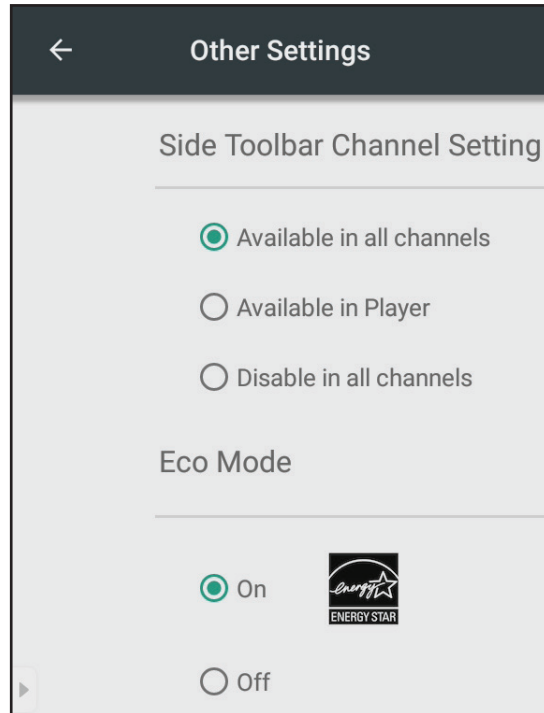 Other Settings
Side Toolbar Channel Setting
Available in all channels
Available in Player
Disable in all channels
Eco Mode
On
energy
ENERGY STAR
Off